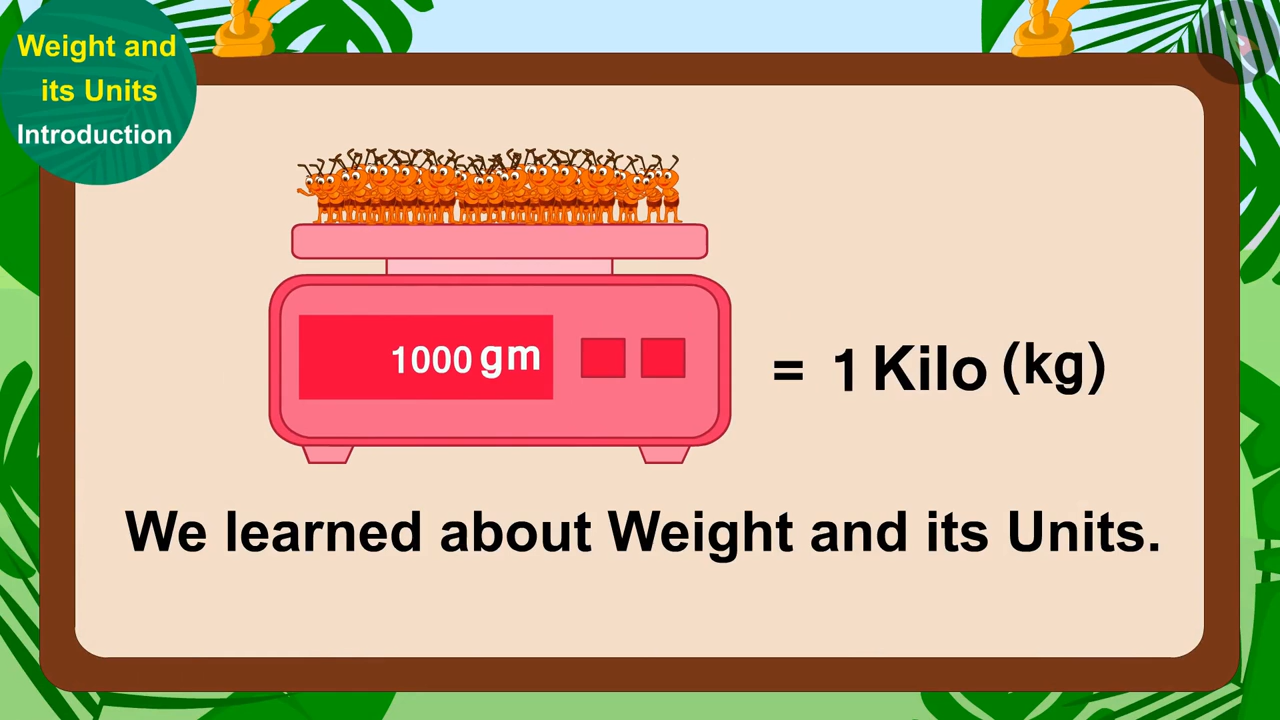 Weight and
its Units
Introduction
1000 gm
= 1 Kilo (kg)
We learned about Weight and its Units.